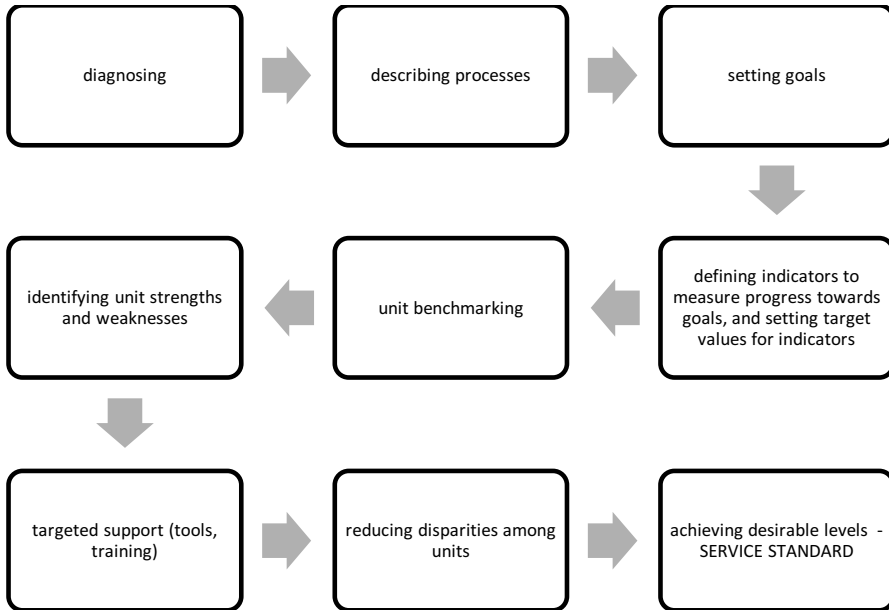 diagnosing
describing processes
setting goals
defining indicators to
measure progress towards
goals, and setting target
values for indicators
unit benchmarking
identifying unit strengths
and weaknesses
targeted support (tools,
training)
reducing disparities among
units
achieving desirable levels -
SERVICE STANDARD